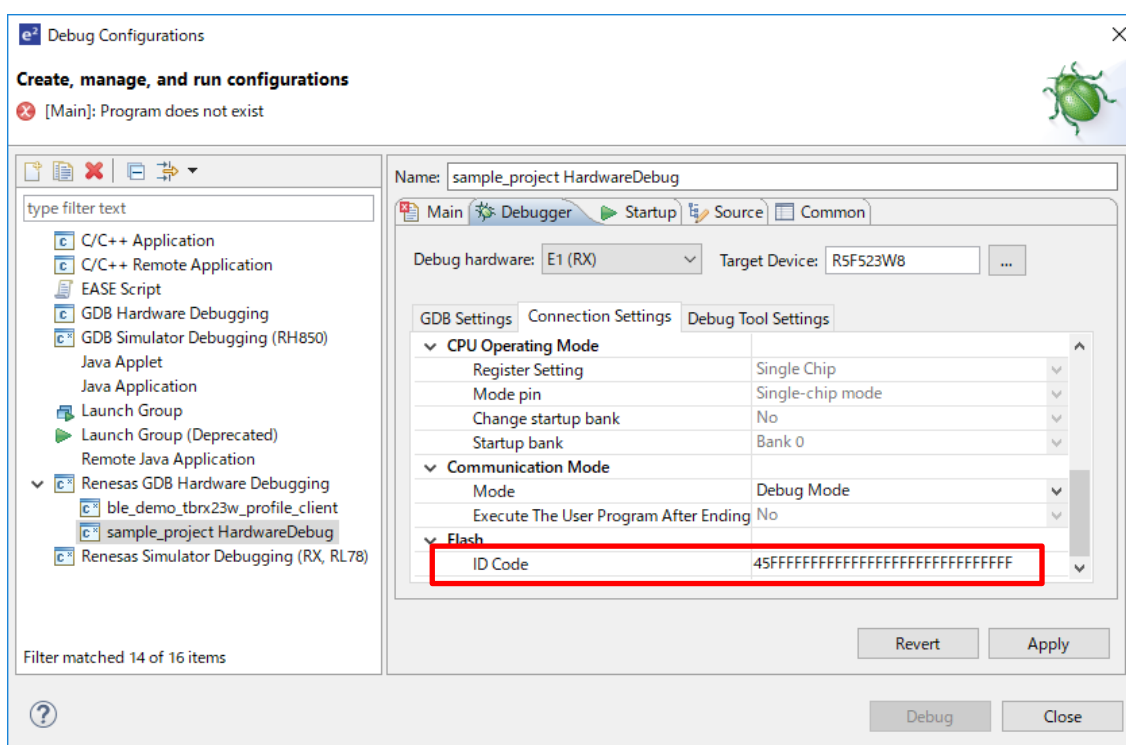 e² Debug Configurations
Create, manage, and run configurations
[Main]: Program does not exist
type filter text
C/C++ Application
C/C++ Remote Application
EASE Script
GDB Hardware Debugging
GDB Simulator Debugging (RH850)
Java Applet
Java Application
Launch Group
Launch Group (Deprecated)
Remote Java Application
Renesas GDB Hardware Debugging
ble_demo_tbrx23w_profile_client
sample_project HardwareDebug
Renesas Simulator Debugging (RX, RL78)
Filter matched 14 of 16 items
Name: sample_project HardwareDebug
Main Debugger Startup Source Common
Debug hardware: E1 (RX) Target Device: R5F523W8 ...
GDB Settings Connection Settings Debug Tool Settings
CPU Operating Mode
Register Setting Single Chip
Mode pin Single-chip mode
Change startup bank No
Startup bank Bank 0
Communication Mode
Mode Debug Mode
Execute The User Program After Ending No
Flash
ID Code 45FFFFFFFFFFFFFFFFFFFFFFFFFFFFFF
Revert Apply
? Debug Close